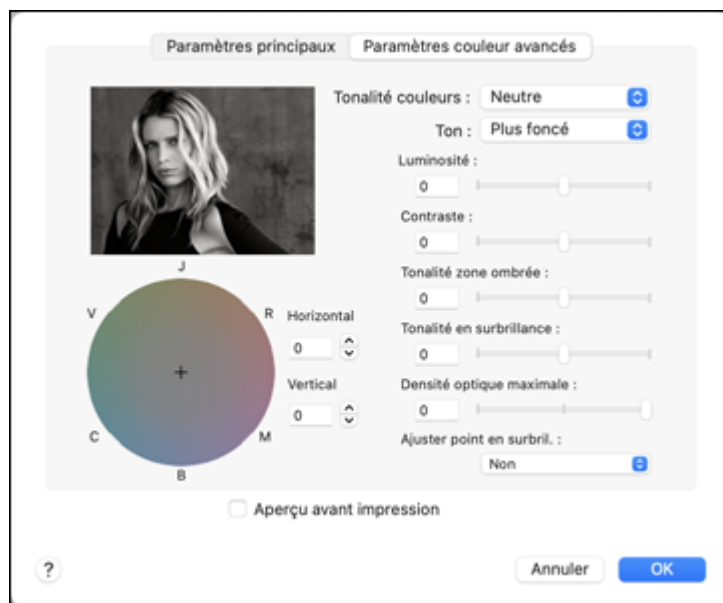 Paramètres principaux
Paramètres couleur avancés
Tonalité couleurs :
Neutre
Ton :
Plus foncé
Luminosité :
0
Contraste :
0
Tonalité zone ombrée :
0
Tonalité en surbrillance :
0
Densité optique maximale :
0
Ajuster point en surbril. :
Non
J
V
R
C
M
B
Horizontal
0
Vertical
0
Aperçu avant impression
?
Annuler
OK